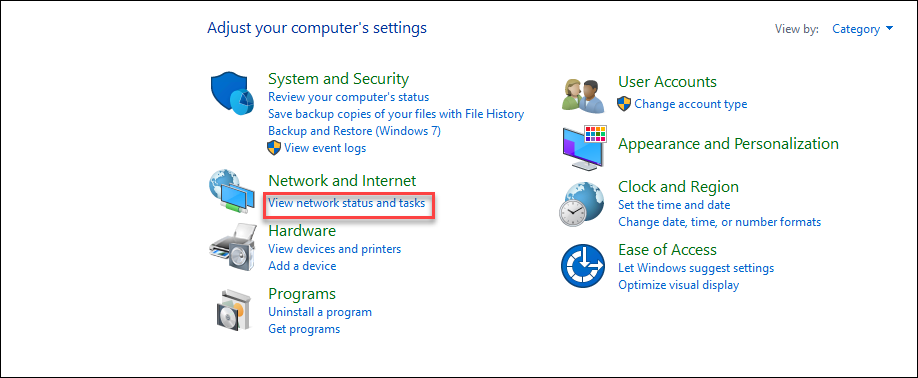 Adjust your computer's settings
View by: Category
System and Security
Review your computer's status
Save backup copies of your files with File History
Backup and Restore (Windows 7)
View event logs
Network and Internet
View network status and tasks
Hardware
View devices and printers
Add a device
Programs
Uninstall a program
Get programs
User Accounts
Change account type
Appearance and Personalization
Clock and Region
Set the time and date
Change date, time, or number formats
Ease of Access
Let Windows suggest settings
Optimize visual display